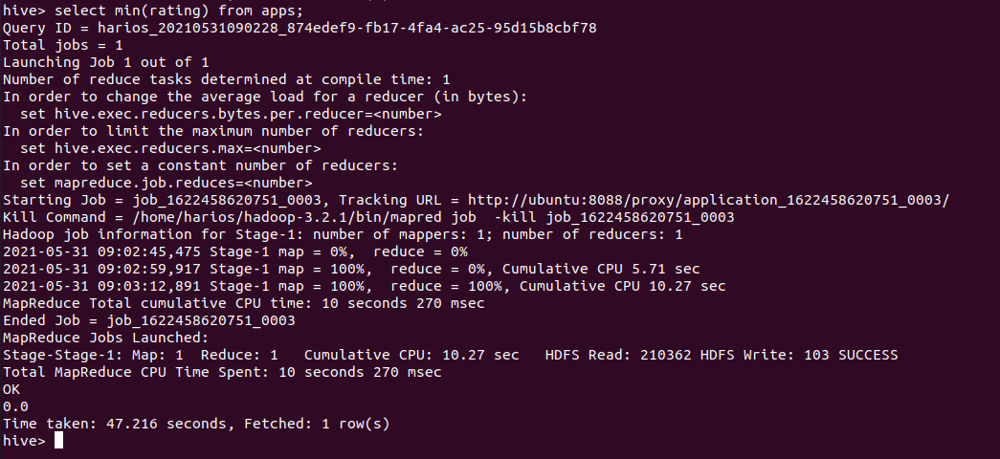 hive> select min(rating) from apps;
Query ID = harios_20210531090228_874edef9-fb17-4fa4-ac25-95d15b8cbf78
Total jobs = 1
Launching Job 1 out of 1
Number of reduce tasks determined at compile time: 1
In order to change the average load for a reducer (in bytes):
  set hive.exec.reducers.bytes.per.reducer=<number>
In order to limit the maximum number of reducers:
  set hive.exec.reducers.max=<number>
In order to set a constant number of reducers:
  set mapreduce.job.reduces=<number>
Starting Job = job_1622458620751_0003, Tracking URL = http://ubuntu:8088/proxy/application_1622458620751_0003/
Kill Command = /home/harios/hadoop-3.2.1/bin/mapred job  -kill job_1622458620751_0003
Hadoop job information for Stage-1: number of mappers: 1; number of reducers: 1
2021-05-31 09:02:45,475 Stage-1 map = 0%,  reduce = 0%
2021-05-31 09:02:59,917 Stage-1 map = 100%,  reduce = 0%, Cumulative CPU 5.71 sec
2021-05-31 09:03:12,891 Stage-1 map = 100%,  reduce = 100%, Cumulative CPU 10.27 sec
MapReduce Total cumulative CPU time: 10 seconds 270 msec
Ended Job = job_1622458620751_0003
MapReduce Jobs Launched:
Stage-Stage-1: Map: 1  Reduce: 1   Cumulative CPU: 10.27 sec   HDFS Read: 210362 HDFS Write: 103 SUCCESS
Total MapReduce CPU Time Spent: 10 seconds 270 msec
OK
0.0
Time taken: 47.216 seconds, Fetched: 1 row(s)
hive>